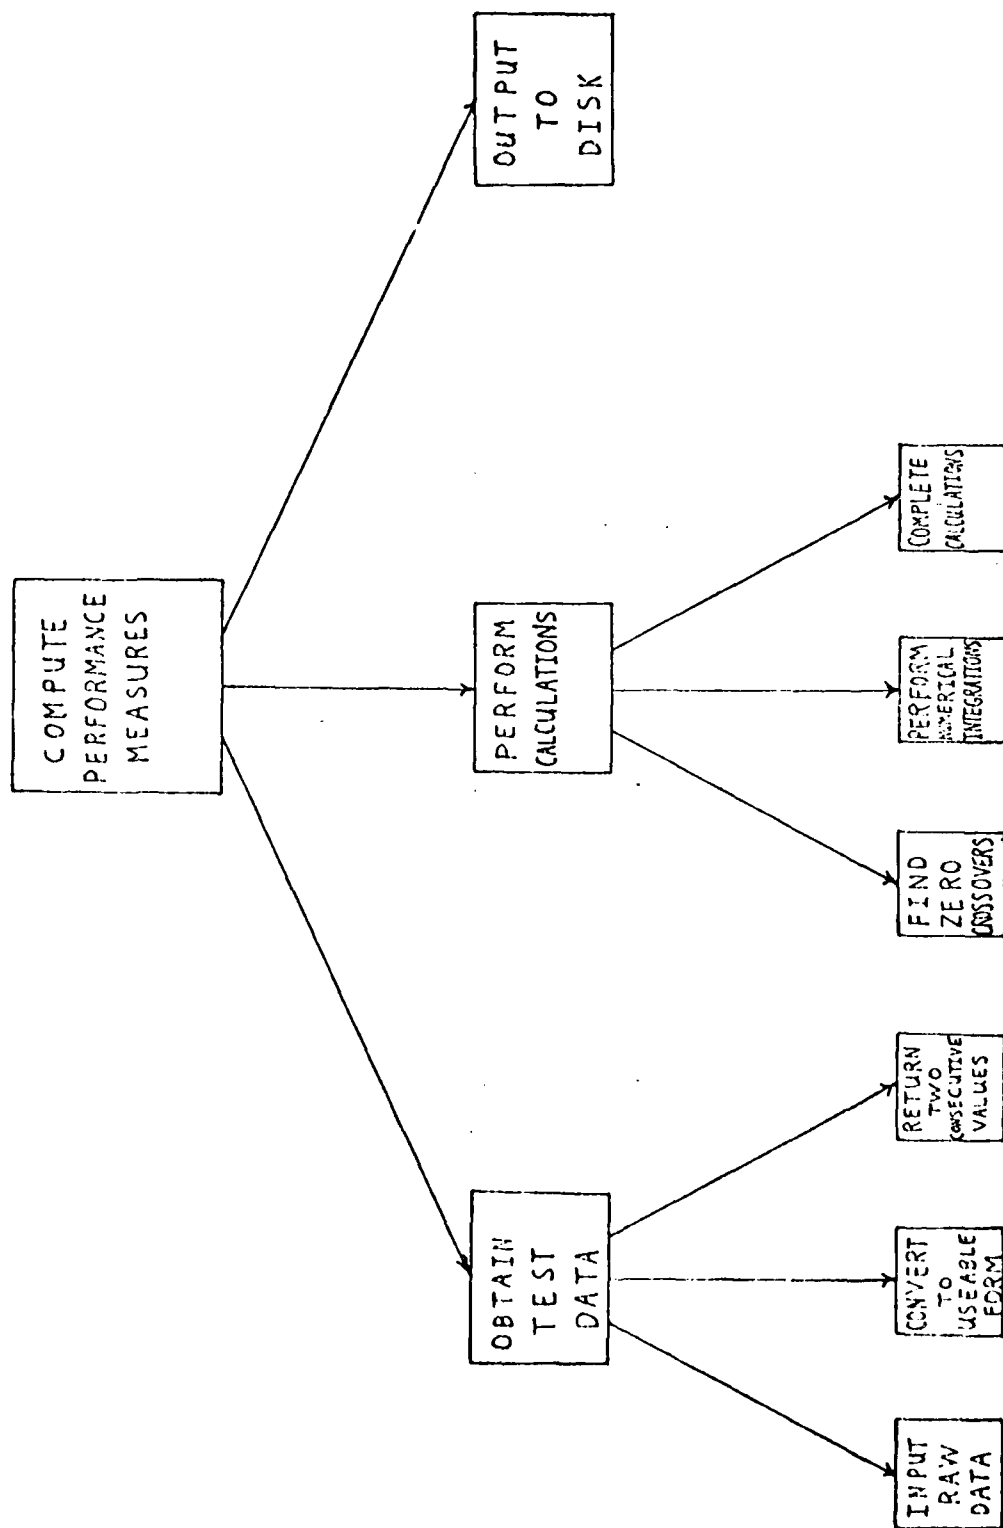 COMPUTE
PERFORMANCE
MEASURES
OBTAIN
TEST
DATA
PERFORM
CALCULATIONS
OUTPUT
TO
DISK
INPUT
RAW
DATA
CONVERT
TO
USEABLE
FORM
RETURN
TWO
CONSECUTIVE
VALUES
FIND
ZERO
CROSSOVERS
PERFORM
NUMERICAL
INTEGRATIONS
COMPLETE
CALCULATIONS